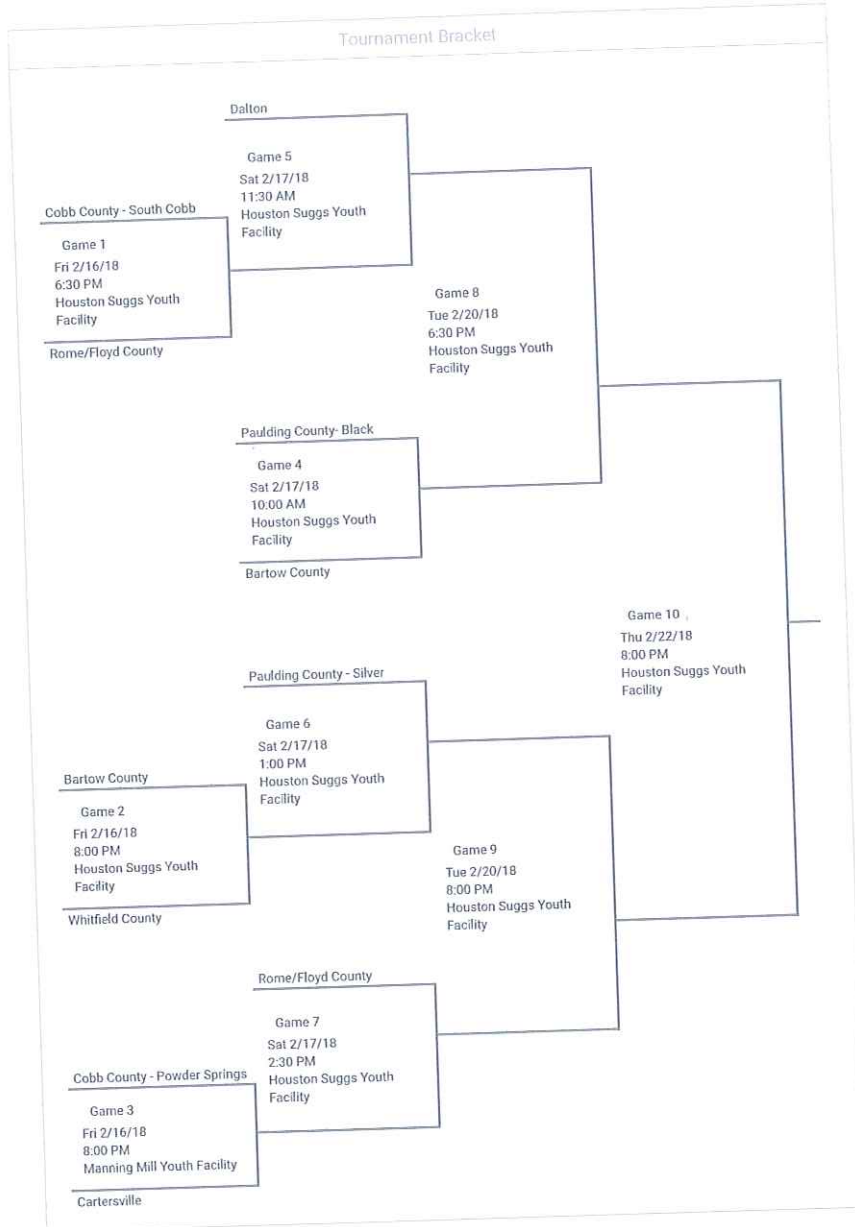 Tournament Bracket
Dalton
Game 5
Sat 2/17/18
11:30 AM
Houston Suggs Youth
Facility
Cobb County - South Cobb
Game 1
Fri 2/16/18
6:30 PM
Houston Suggs Youth
Facility
Rome/Floyd County
Game 8
Tue 2/20/18
6:30 PM
Houston Suggs Youth
Facility
Paulding County- Black
Game 4
Sat 2/17/18
10:00 AM
Houston Suggs Youth
Facility
Bartow County
Game 10
Thu 2/22/18
8:00 PM
Houston Suggs Youth
Facility
Paulding County - Silver
Game 6
Sat 2/17/18
1:00 PM
Houston Suggs Youth
Facility
Bartow County
Game 2
Fri 2/16/18
8:00 PM
Houston Suggs Youth
Facility
Whitfield County
Game 9
Tue 2/20/18
8:00 PM
Houston Suggs Youth
Facility
Rome/Floyd County
Game 7
Sat 2/17/18
2:30 PM
Houston Suggs Youth
Facility
Cobb County - Powder Springs
Game 3
Fri 2/16/18
8:00 PM
Manning Mill Youth Facility
Cartersville